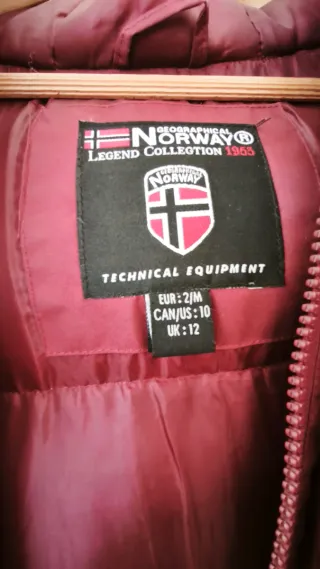 GEOGRAPHICAL
NORWAY®
LEGEND COLLECTION 1965
GEOGRAPHICAL
NORWAY
TECHNICAL EQUIPMENT
EUR : 2/M
CAN/US : 10
UK : 12